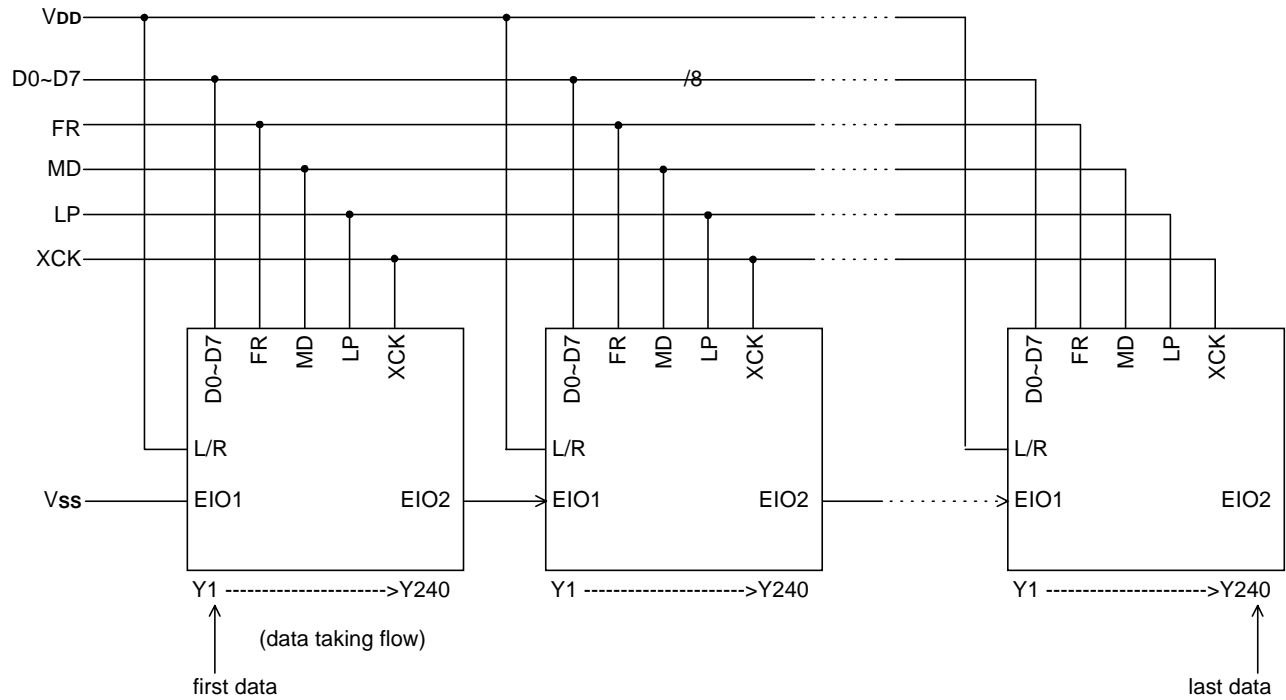 VDD
D0~D7
/8
FR
MD
LP
XCK
D0~D7 FR MD LP XCK
D0~D7 FR MD LP XCK
D0~D7 FR MD LP XCK
L/R
L/R
L/R
VSS
EIO1 EIO2
EIO1 EIO2
EIO1 EIO2
Y1 ---------------------->Y240
Y1 ---------------------->Y240
Y1 ---------------------->Y240
(data taking flow)
first data
last data